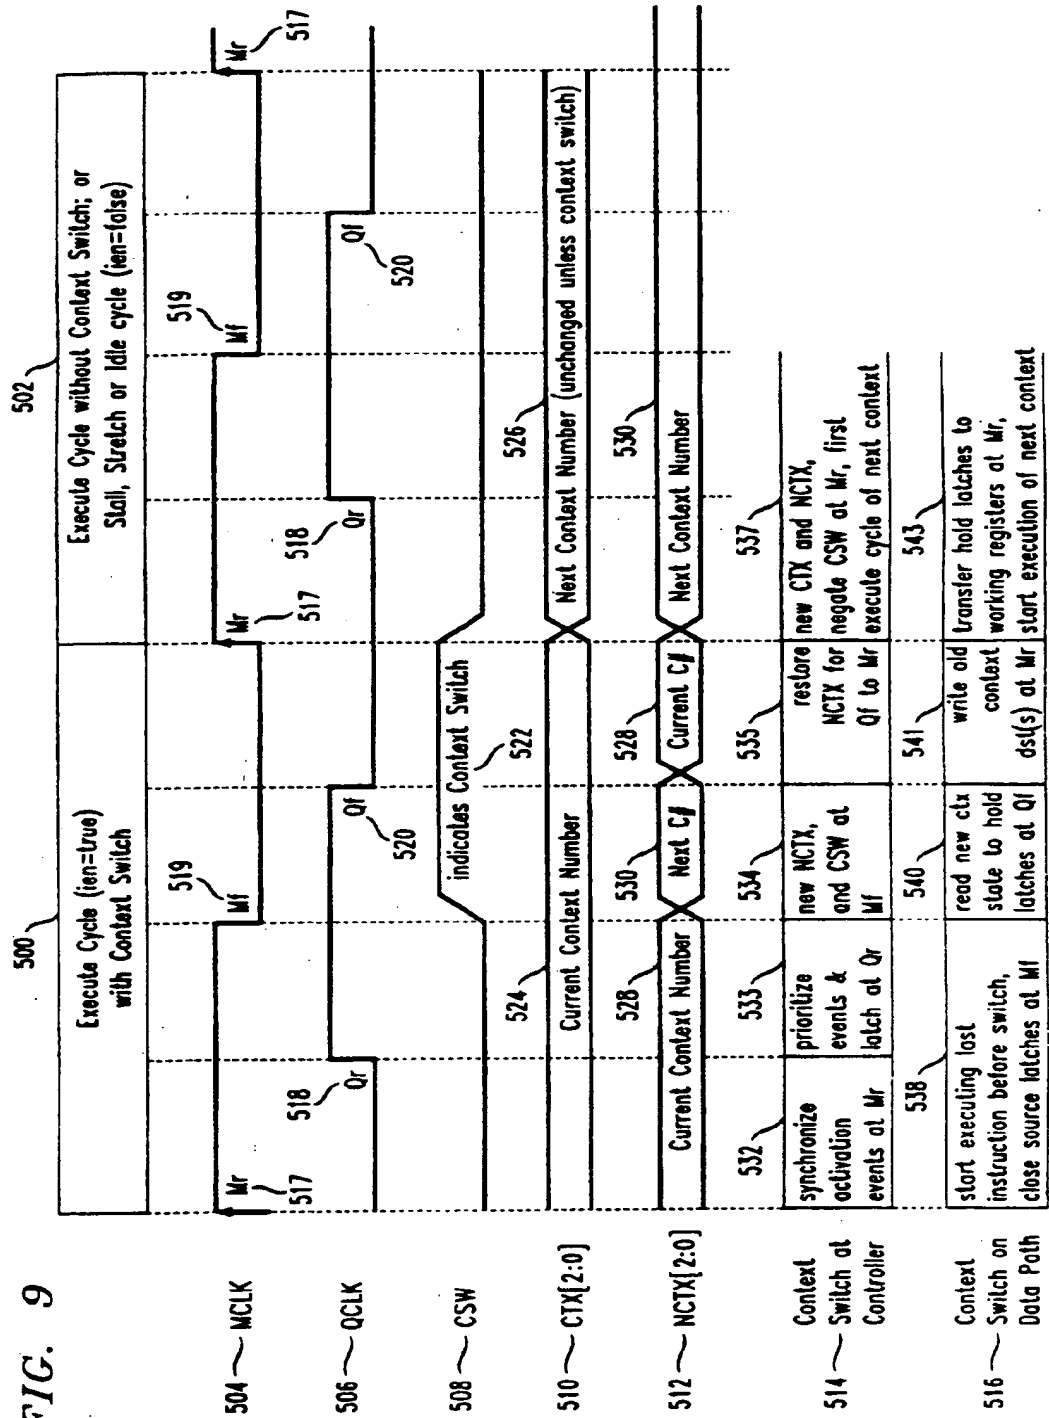 FIG. 9
500
502
Execute Cycle (ien=true)
with Context Switch
Execute Cycle without Context Switch; or
Stall, Stretch or Idle cycle (ien=false)
504 MCLK
Mr
517
519
Mf
Mr
517
519
Mf
Mr
517
506 QCLK
518
Qr
Qf
520
518
Qr
Qf
520
508 CSW
indicates Context Switch
522
510 CTX[2:0]
524
Current Context Number
526
Next Context Number (unchanged unless context switch)
512 NCTX[2:0]
528
Current Context Number
530
Next C#
528
Current C#
530
Next Context Number
514
Context
Switch at
Controller
532
synchronize
activation
events at Mr
533
prioritize
events &
latch at Qr
534
new NCTX,
and CSW at
Mf
535
restore
NCTX for
Qf to Mr
537
new CTX and NCTX,
negate CSW at Mr, first
execute cycle of next context
516
Context
Switch on
Data Path
538
start executing last
instruction before switch,
close source latches at Mf
540
read new ctx
state to hold
latches at Qf
541
write old
context
dst(s) at Mr
543
transfer hold latches to
working registers at Mr,
start execution of next context